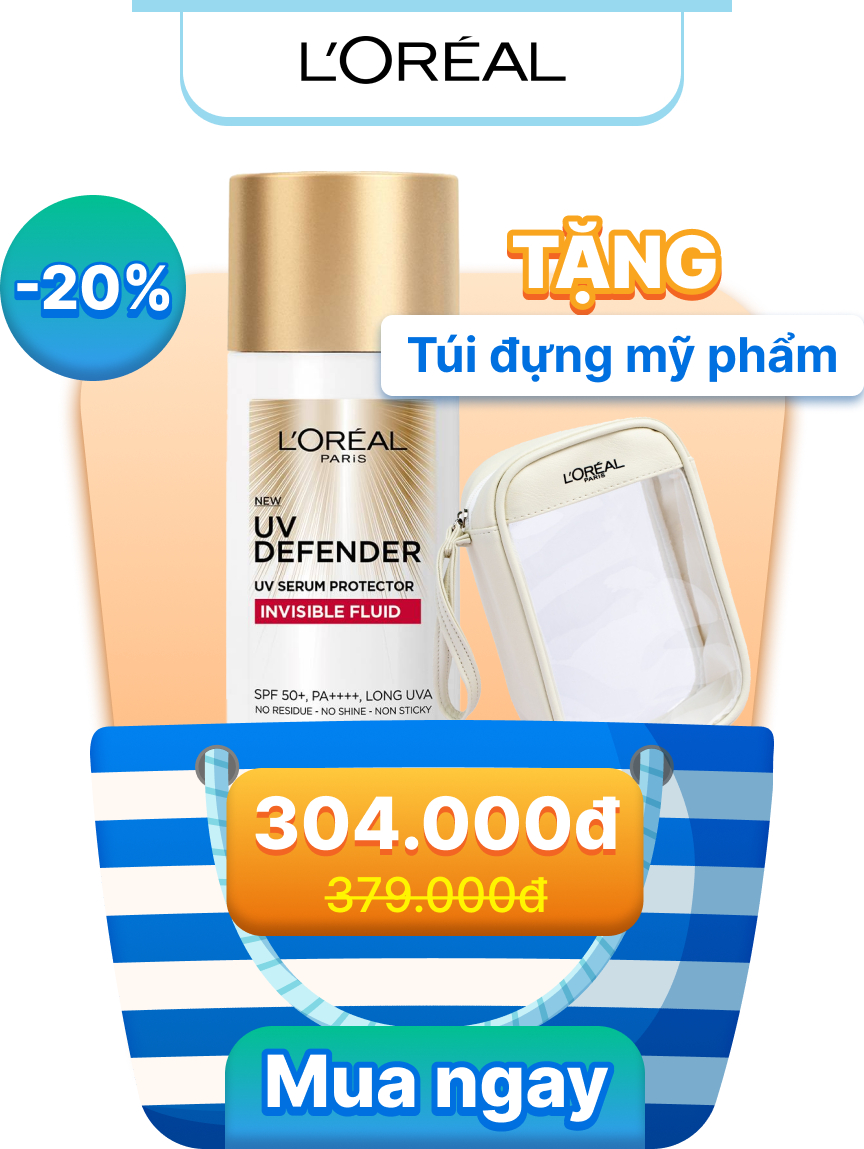 L'ORÉAL
-20%
TẶNG
Túi đựng mỹ phẩm
L'ORÉAL
PARiS
NEW
UV
DEFENDER
UV SERUM PROTECTOR
INVISIBLE FLUID
SPF 50+, PA++++, LONG UVA
NO RESIDUE - NO SHINE - NON STICKY
L'ORÉAL
PARIS
304.000đ
379.000đ
Mua ngay